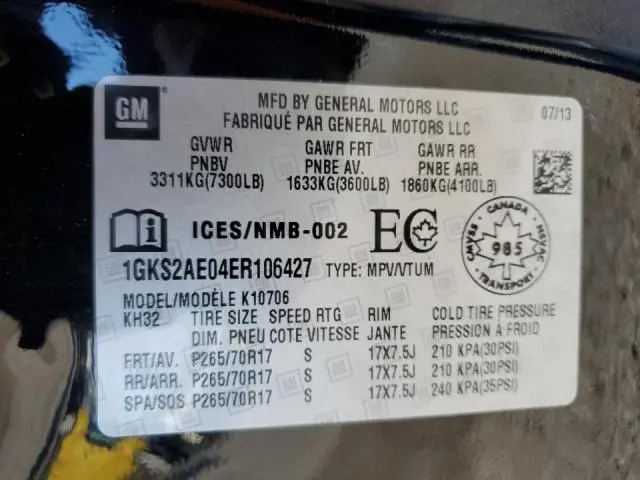 GM
MFD BY GENERAL MOTORS LLC
FABRIQUÉ PAR GENERAL MOTORS LLC
07/13
GVWR GAWR FRT GAWR RR
PNBV PNBE AV. PNBE ARR.
3311KG(7300LB) 1633KG(3600LB) 1860KG(4100LB)
ICES/NMB-002 EC
CANADA
CMVSS 985 NSVAC
TRANSPORT
1GKS2AE04ER106427 TYPE: MPV/VTUM
MODEL/MODÈLE K10706
KH32 TIRE SIZE SPEED RTG RIM COLD TIRE PRESSURE
DIM. PNEU COTE VITESSE JANTE PRESSION À FROID
FRT/AV. P265/70R17 S 17X7.5J 210 KPA(30PSI)
RR/ARR. P265/70R17 S 17X7.5J 210 KPA(30PSI)
SPA/SOS P265/70R17 S 17X7.5J 240 KPA(35PSI)